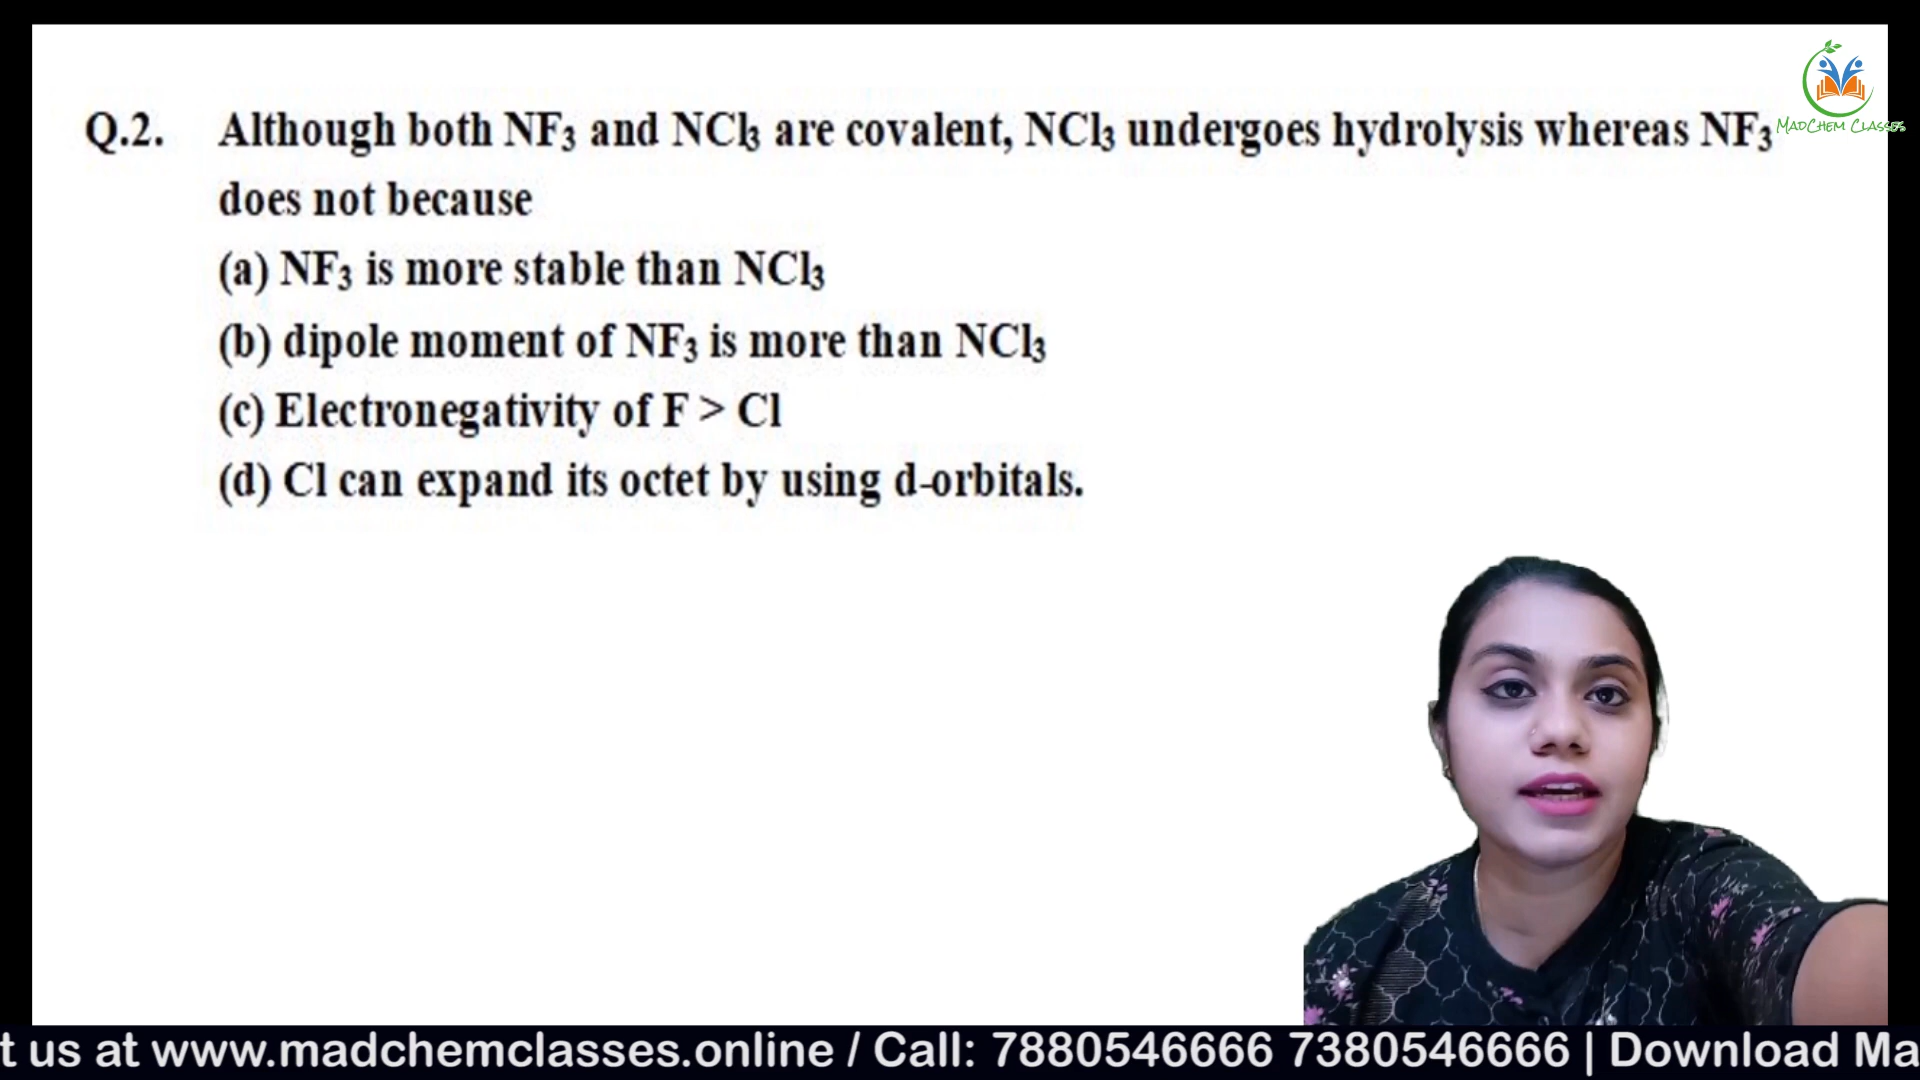 MadChem Classes
Q.2. Although both NF₃ and NCl₃ are covalent, NCl₃ undergoes hydrolysis whereas NF₃
does not because
(a) NF₃ is more stable than NCl₃
(b) dipole moment of NF₃ is more than NCl₃
(c) Electronegativity of F > Cl
(d) Cl can expand its octet by using d-orbitals.
t us at www.madchemclasses.online / Call: 7880546666 7380546666 | Download Ma